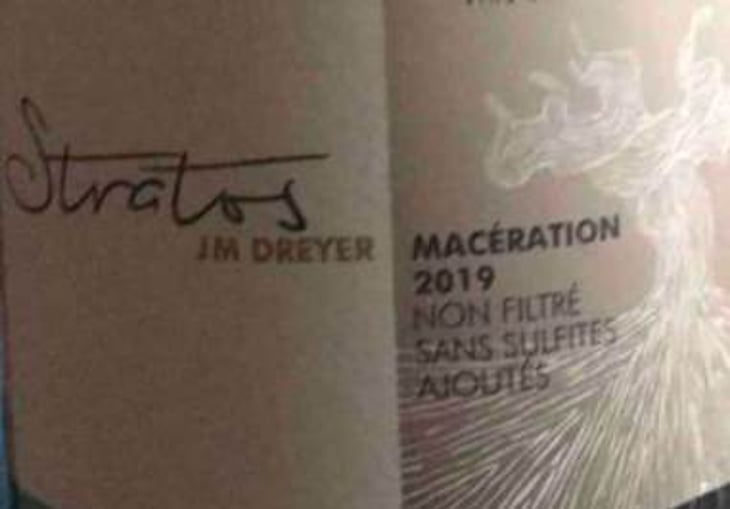 Stratos
JM DREYER
MACÉRATION
2019
NON FILTRÉ
SANS SULFITES
AJOUTÉS